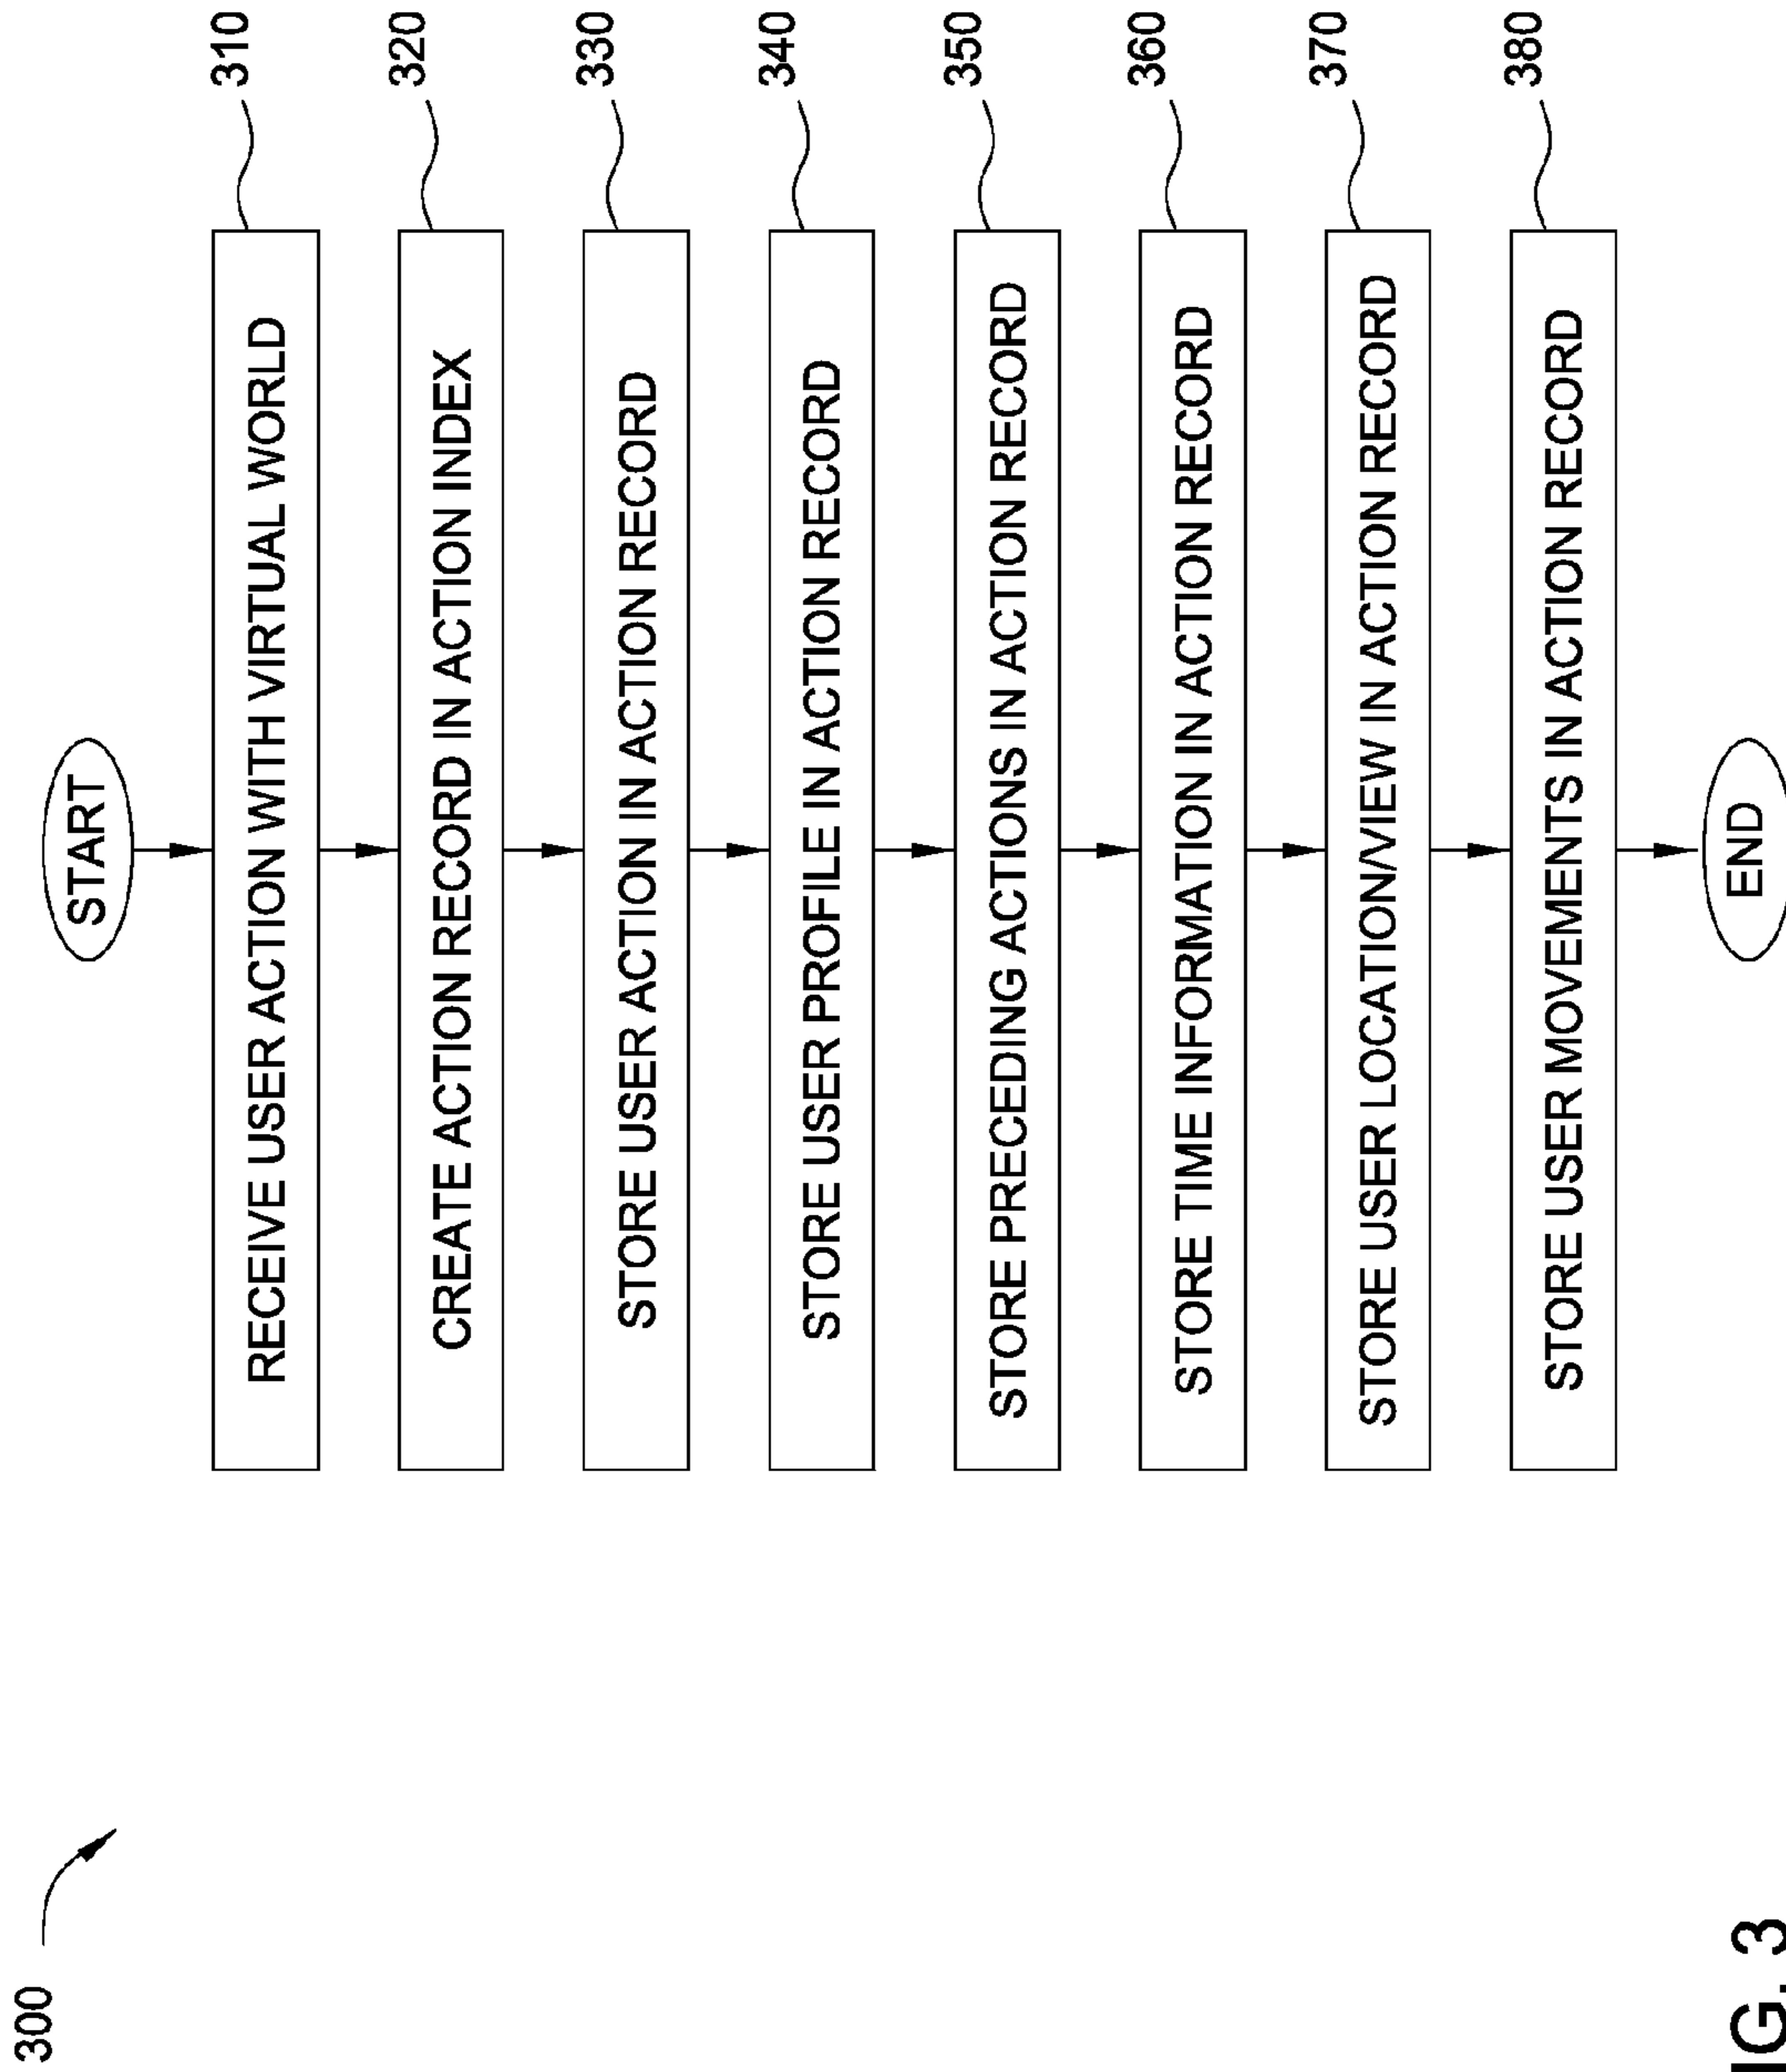 300
START
RECEIVE USER ACTION WITH VIRTUAL WORLD
310
CREATE ACTION RECORD IN ACTION INDEX
320
STORE USER ACTION IN ACTION RECORD
330
STORE USER PROFILE IN ACTION RECORD
340
STORE PRECEDING ACTIONS IN ACTION RECORD
350
STORE TIME INFORMATION IN ACTION RECORD
360
STORE USER LOCATION/VIEW IN ACTION RECORD
370
STORE USER MOVEMENTS IN ACTION RECORD
380
END
IG. 3